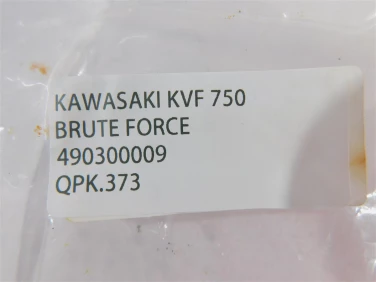 KAWASAKI KVF 750
BRUTE FORCE
490300009
QPK.373